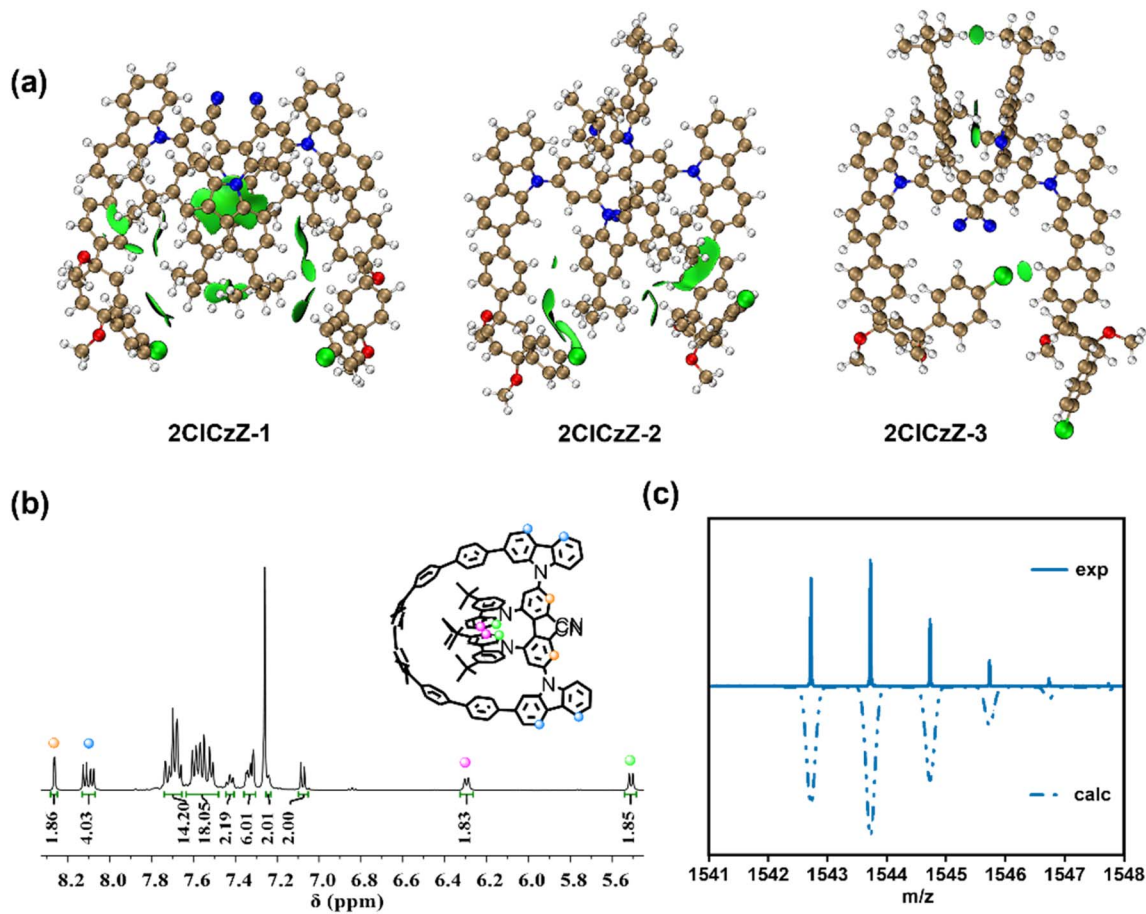 (a)
2ClCzZ-1
2ClCzZ-2
2ClCzZ-3
(b)
N
N
N
N
CN
1.86
4.03
14.20
18.05
2.19
6.01
2.01
2.00
1.83
1.85
8.2 8.0 7.8 7.6 7.4 7.2 7.0 6.8 6.6 6.4 6.2 6.0 5.8 5.6
δ (ppm)
(c)
exp
calc
1541 1542 1543 1544 1545 1546 1547 1548
m/z